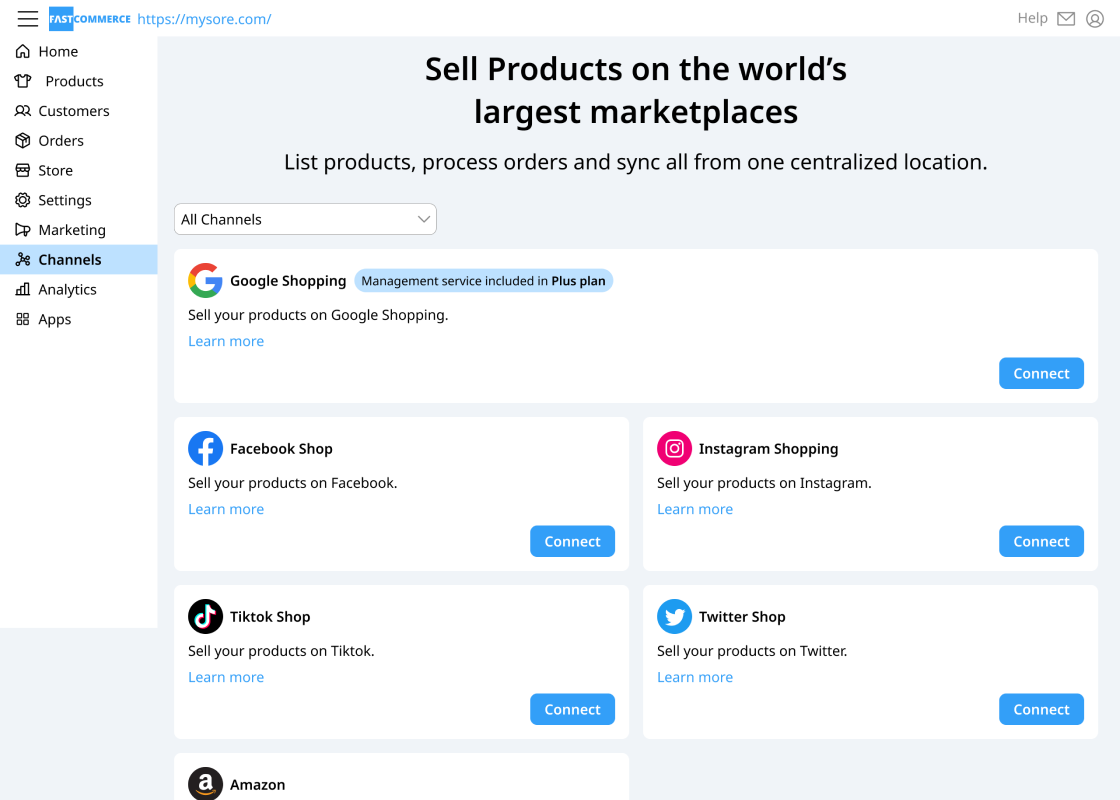 FASTCOMMERCE https://mysore.com/ Help
Home
Products
Customers
Orders
Store
Settings
Marketing
Channels
Analytics
Apps
Sell Products on the world’s
largest marketplaces
List products, process orders and sync all from one centralized location.
All Channels
Google Shopping Management service included in Plus plan
Sell your products on Google Shopping.
Learn more
Connect
Facebook Shop
Sell your products on Facebook.
Learn more
Connect
Instagram Shopping
Sell your products on Instagram.
Learn more
Connect
Tiktok Shop
Sell your products on Tiktok.
Learn more
Connect
Twitter Shop
Sell your products on Twitter.
Learn more
Connect
Amazon